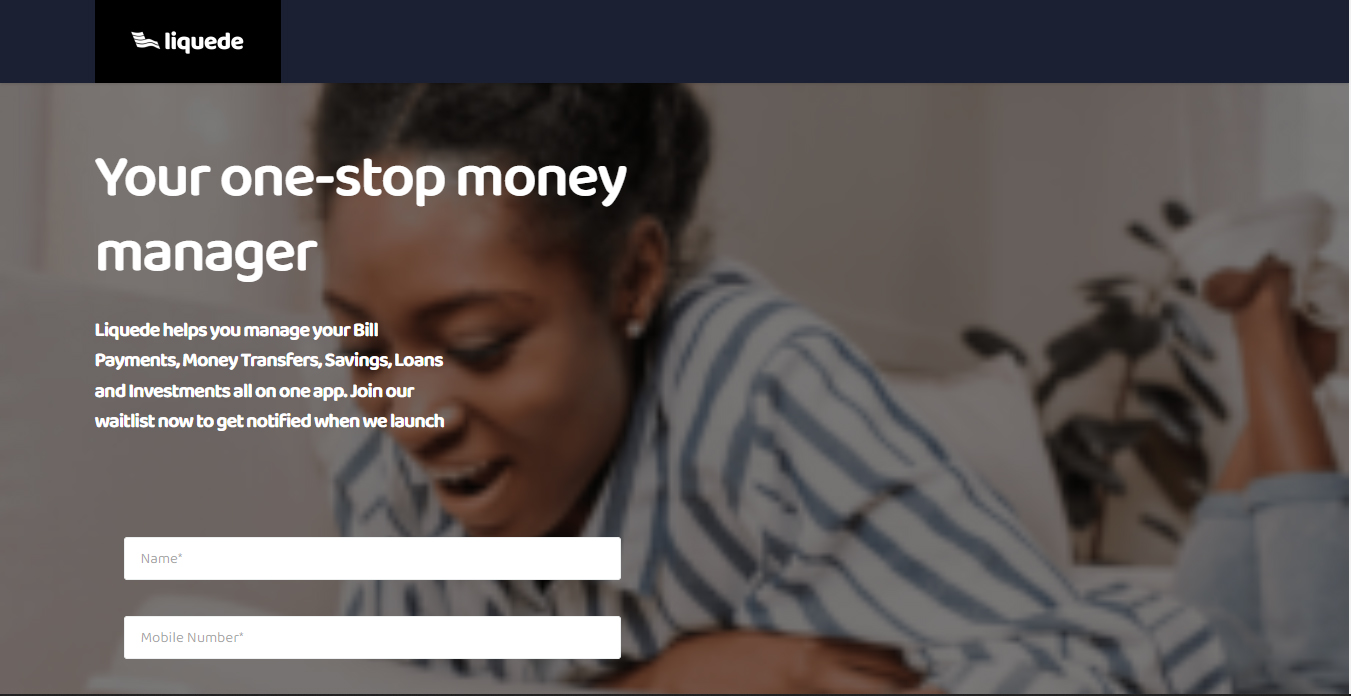 liquede
Your one-stop money
manager
Liquede helps you manage your Bill
Payments, Money Transfers, Savings, Loans
and Investments all on one app. Join our
waitlist now to get notified when we launch
Name*
Mobile Number*